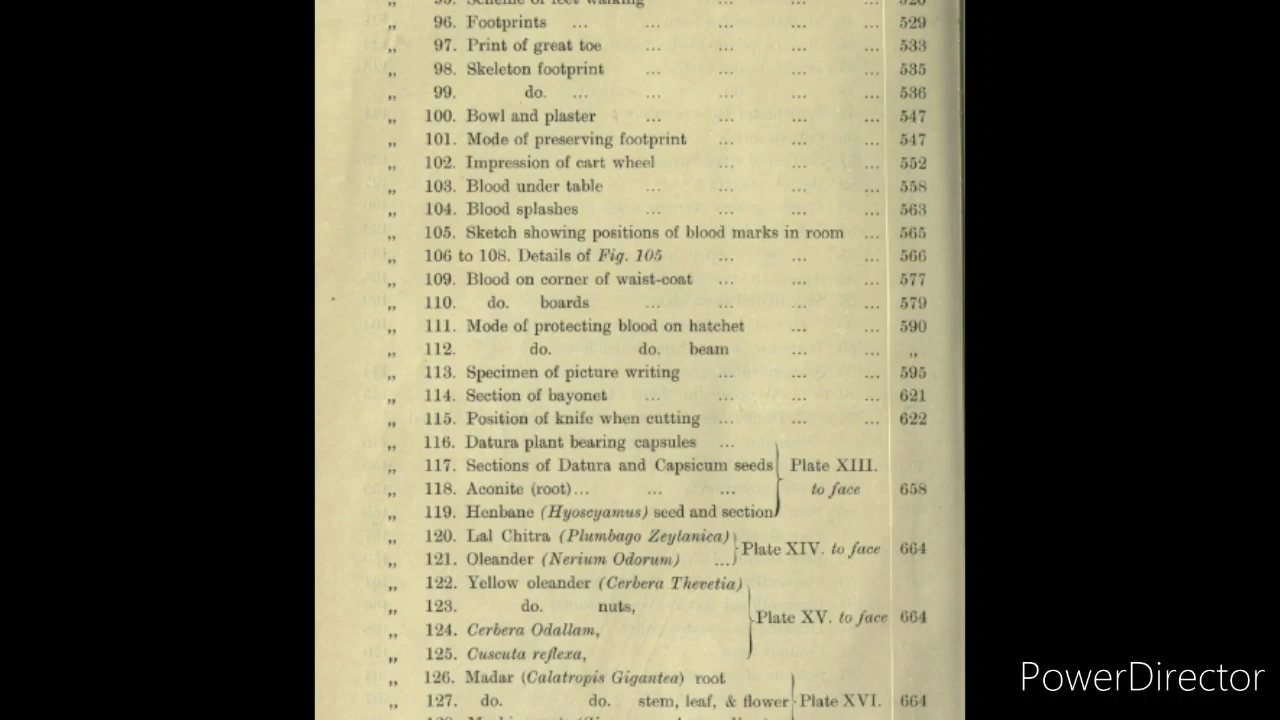 „ 95. Scheme of feet walking ... ... ... 526
„ 96. Footprints ... ... ... ... 529
„ 97. Print of great toe ... ... ... ... 533
„ 98. Skeleton footprint ... ... ... ... 535
„ 99. do. ... ... ... ... 536
„ 100. Bowl and plaster ... ... ... ... 547
„ 101. Mode of preserving footprint ... ... ... 547
„ 102. Impression of cart wheel ... ... ... 552
„ 103. Blood under table ... ... ... ... 558
„ 104. Blood splashes ... ... ... ... 563
„ 105. Sketch showing positions of blood marks in room ... 565
„ 106 to 108. Details of Fig. 105 ... ... ... 566
„ 109. Blood on corner of waist-coat ... ... ... 577
„ 110. do. boards ... ... ... ... 579
„ 111. Mode of protecting blood on hatchet ... ... 590
„ 112. do. do. beam ... ... „
„ 113. Specimen of picture writing ... ... ... 595
„ 114. Section of bayonet ... ... ... ... 621
„ 115. Position of knife when cutting ... ... ... 622
„ 116. Datura plant bearing capsules ...
„ 117. Sections of Datura and Capsicum seeds Plate XIII.
„ 118. Aconite (root)... ... ... to face 658
„ 119. Henbane (Hyoscyamus) seed and section
„ 120. Lal Chitra (Plumbago Zeylanica)
Plate XIV. to face 664
„ 121. Oleander (Nerium Odorum) ...
„ 122. Yellow oleander (Cerbera Thevetia)
„ 123. do. nuts,
Plate XV. to face 664
„ 124. Cerbera Odallam,
„ 125. Cuscuta reflexa,
„ 126. Madar (Calatropis Gigantea) root
„ 127. do. do. stem, leaf, & flower Plate XVI. 664
PowerDirector